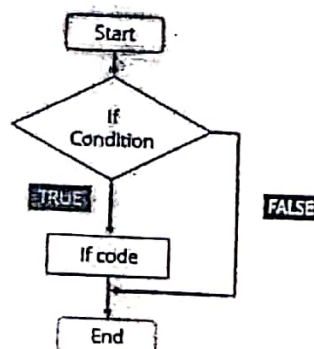 Start
If
Condition
TRUE
FALSE
If code
End